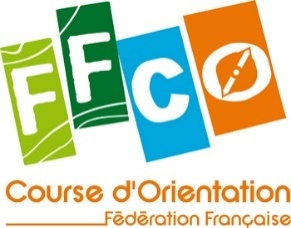 FFCO
Course d'Orientation
Fédération Française